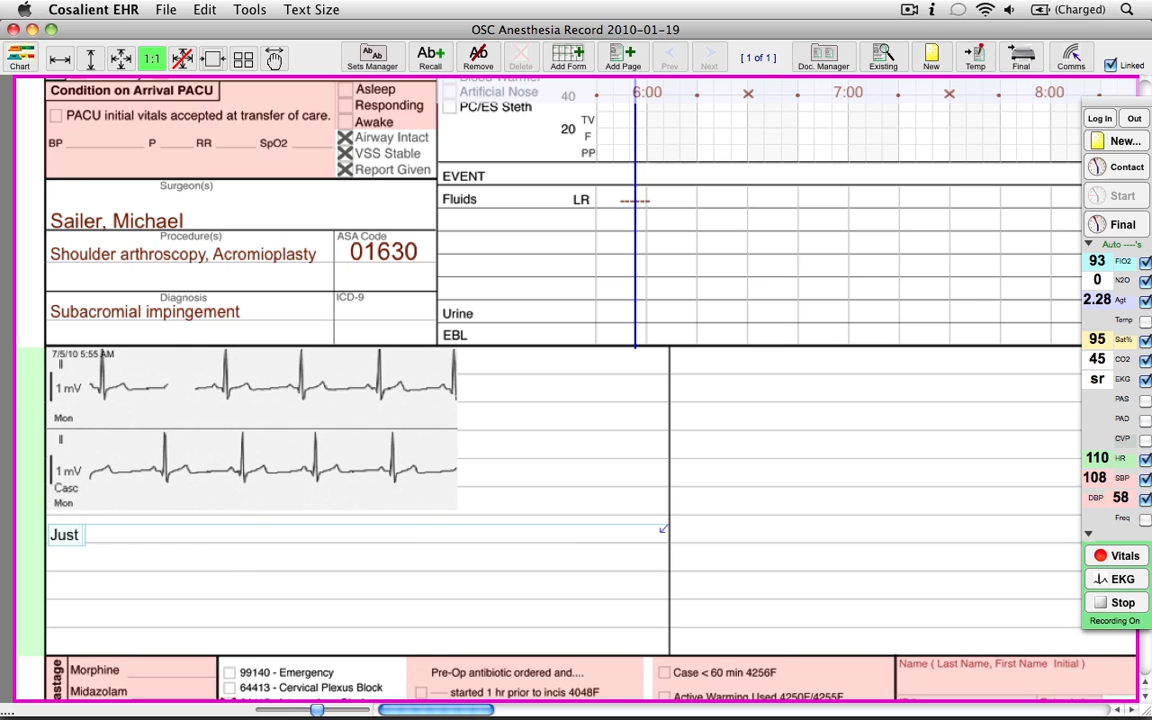 Cosalient EHR File Edit Tools Text Size (Charged)
OSC Anesthesia Record 2010-01-19
Chart 1:1 Sets Manager Recall Remove Delete Add Form Add Page Prev Next [ 1 of 1 ] Doc. Manager Existing New Temp Final Comms Linked
Condition on Arrival PACU
PACU initial vitals accepted at transfer of care.
BP P RR SpO2
Asleep
Responding
Awake
Airway Intact
VSS Stable
Report Given
Artificial Nose
PC/ES Steth
40
20
TV
F
PP
6:00 7:00 8:00
EVENT
Fluids LR
Urine
EBL
Surgeon(s)
Sailer, Michael
Procedure(s)
Shoulder arthroscopy, Acromioplasty
ASA Code
01630
Diagnosis
Subacromial impingement
ICD-9
7/5/10 5:55 AM
II
1 mV
Mon
II
1 mV
Casc
Mon
Just
Log In Out
New...
Contact
Start
Final
Auto ----'s
93 FIO2
0 N2O
2.28 Agt
Temp
95 Sat%
45 CO2
sr EKG
PAS
PAD
CVP
110 HR
108 SBP
DBP 58
Freq
Vitals
EKG
Stop
Recording On
astage
Morphine
Midazolam
99140 - Emergency
64413 - Cervical Plexus Block
Pre-Op antibiotic ordered and....
started 1 hr prior to incis 4048F
Case < 60 min 4256F
Active Warming Used 4250F/4255F
Name ( Last Name, First Name Initial )